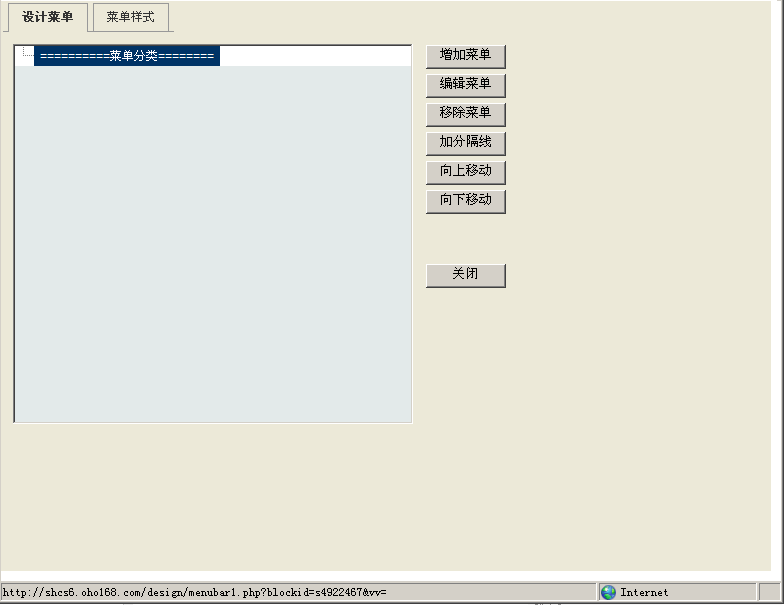 设计菜单 菜单样式
==========菜单分类========
增加菜单
编辑菜单
移除菜单
加分隔线
向上移动
向下移动
关闭
http://shcs6.oho168.com/design/menubar1.php?blockid=s4922467&vv= Internet